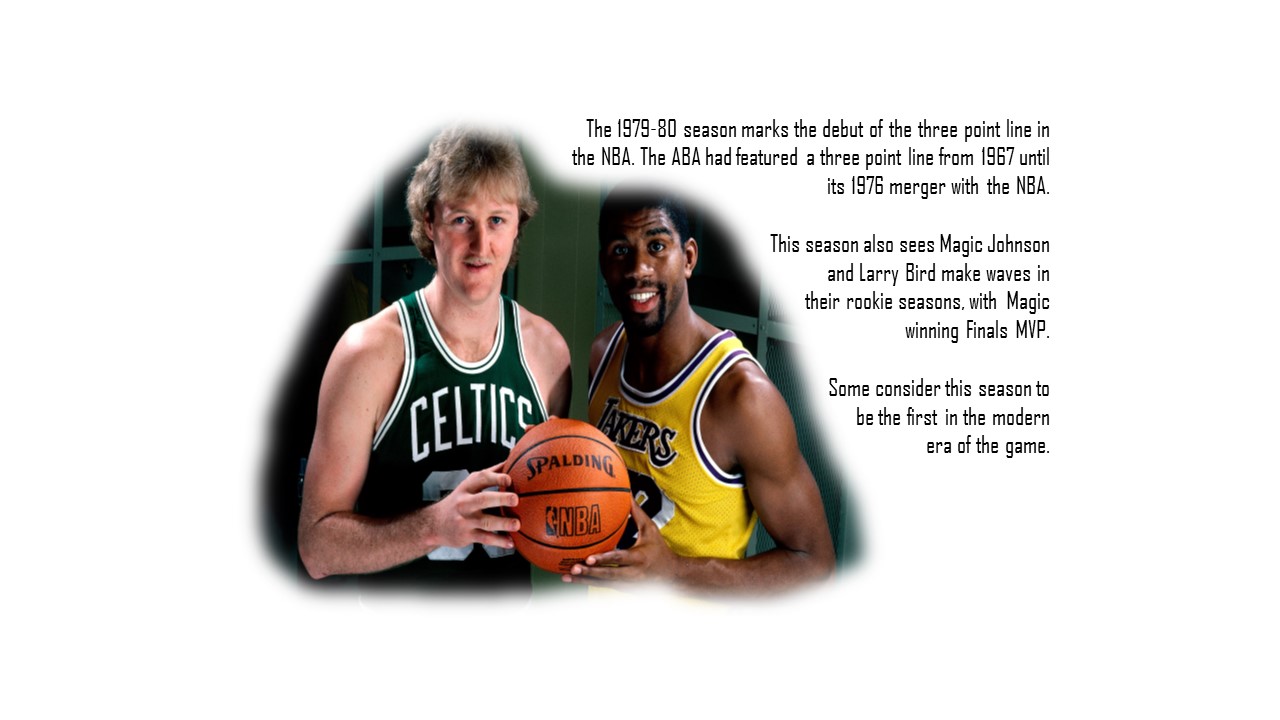 The 1979-80 season marks the debut of the three point line in
the NBA. The ABA had featured a three point line from 1967 until
its 1976 merger with the NBA.
This season also sees Magic Johnson
and Larry Bird make waves in
their rookie seasons, with Magic
winning Finals MVP.
Some consider this season to
be the first in the modern
era of the game.
CELTICS
LAKERS
SPALDING
NBA